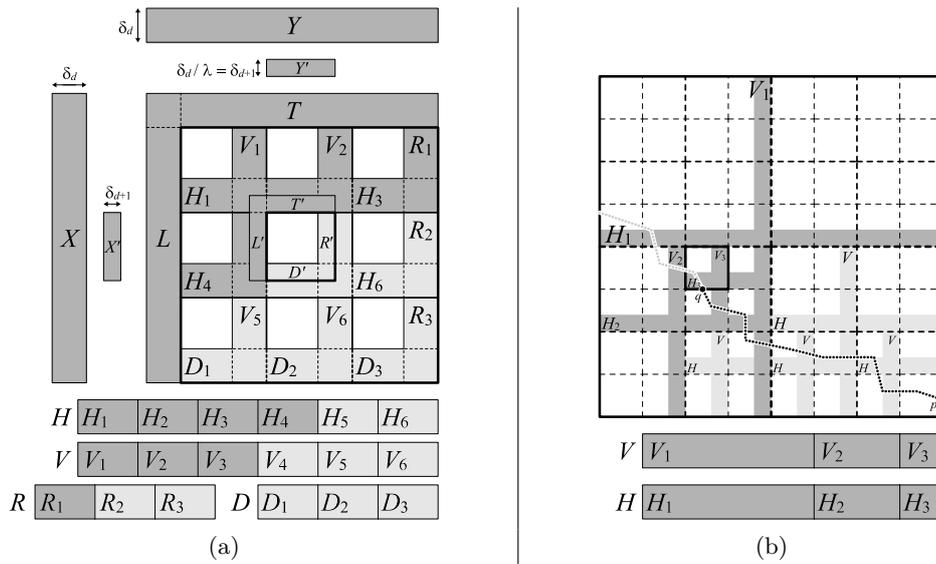 δd
Y
δd / λ = δd+1
Y'
δd
T
V1
V2
R1
H1
H3
δd+1
T'
X
X'
L
L'
R'
R2
D'
H4
H6
V5
V6
R3
D1
D2
D3
H H1 H2 H3 H4 H5 H6
V V1 V2 V3 V4 V5 V6
R R1 R2 R3 D D1 D2 D3
(a)
V1
H1
V2
V3
V
H3
q
H2
H
V
V
H
H
p
V V1 V2 V3
H H1 H2 H3
(b)